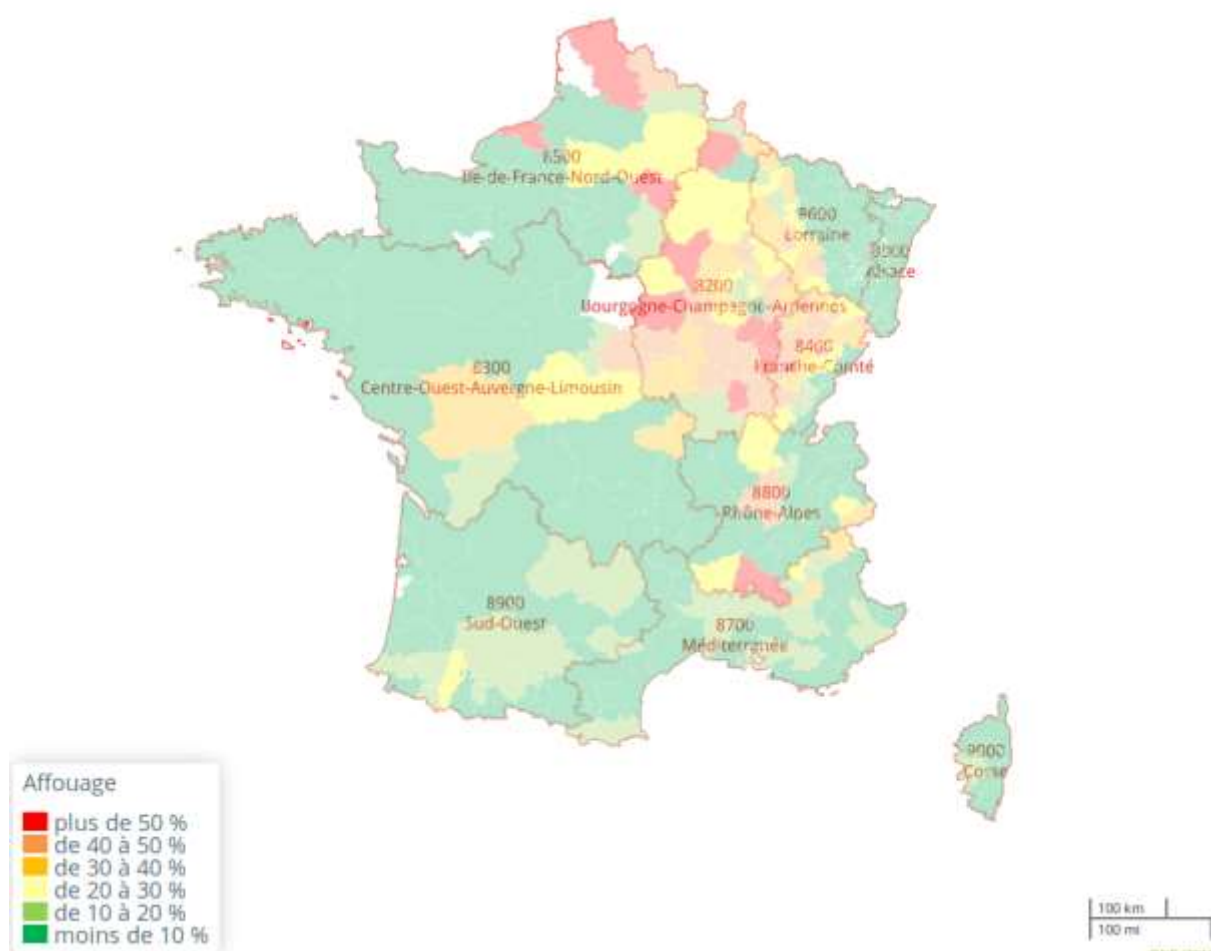 8500
Ile-de-France-Nord-Ouest
8600
Lorraine
Alsace
8200
Bourgogne-Champagne-Ardennes
8400
Franche-Comté
8300
Centre-Ouest-Auvergne-Limousin
8800
Rhône-Alpes
8900
Sud-Ouest
8700
Méditerranée
9900
Corse
Affouage
plus de 50 %
de 40 à 50 %
de 30 à 40 %
de 20 à 30 %
de 10 à 20 %
moins de 10 %
100 km
100 mi